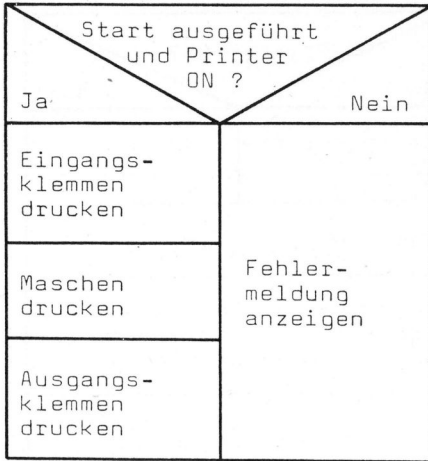 Start ausgeführt
und Printer
ON ?
Ja
Nein
Eingangs-
klemmen
drucken
Maschen
drucken
Ausgangs-
klemmen
drucken
Fehler-
meldung
anzeigen